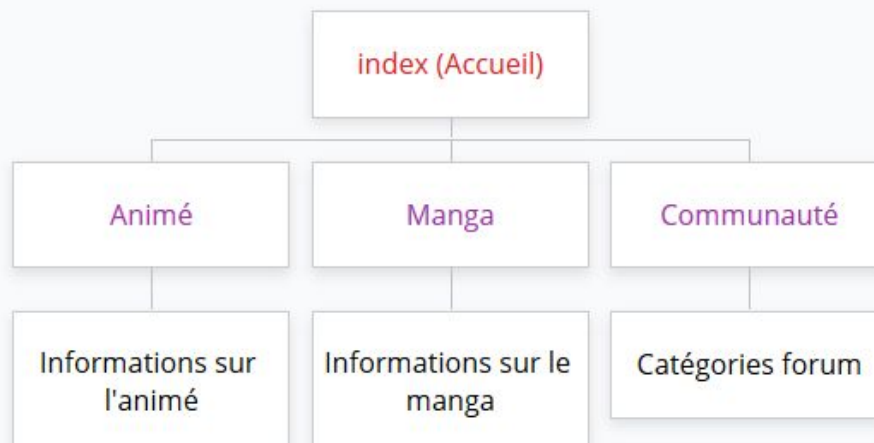 index (Accueil)
Animé
Manga
Communauté
Informations sur
l'animé
Informations sur le
manga
Catégories forum